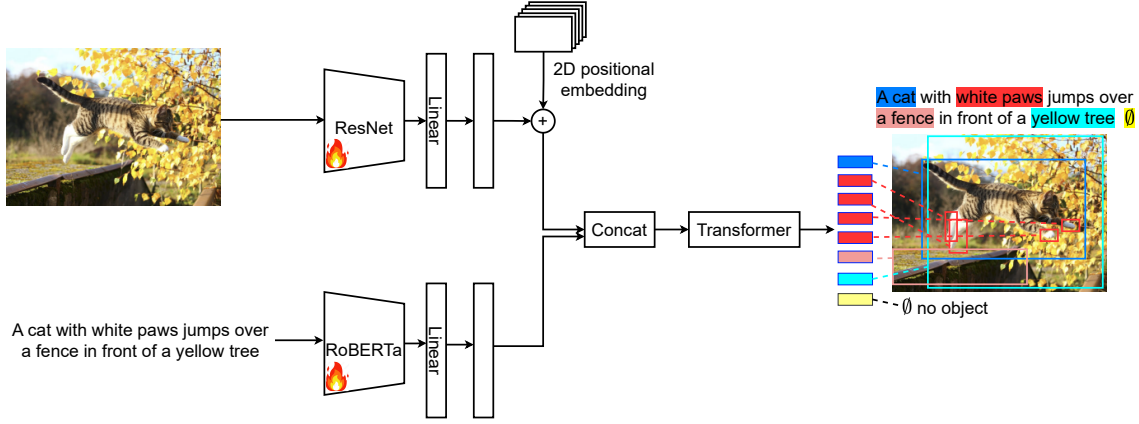 2D positional
embedding
ResNet
Linear
+
A cat with white paws jumps over
a fence in front of a yellow tree ∅
Concat
Transformer
∅ no object
A cat with white paws jumps over
a fence in front of a yellow tree
RoBERTa
Linear